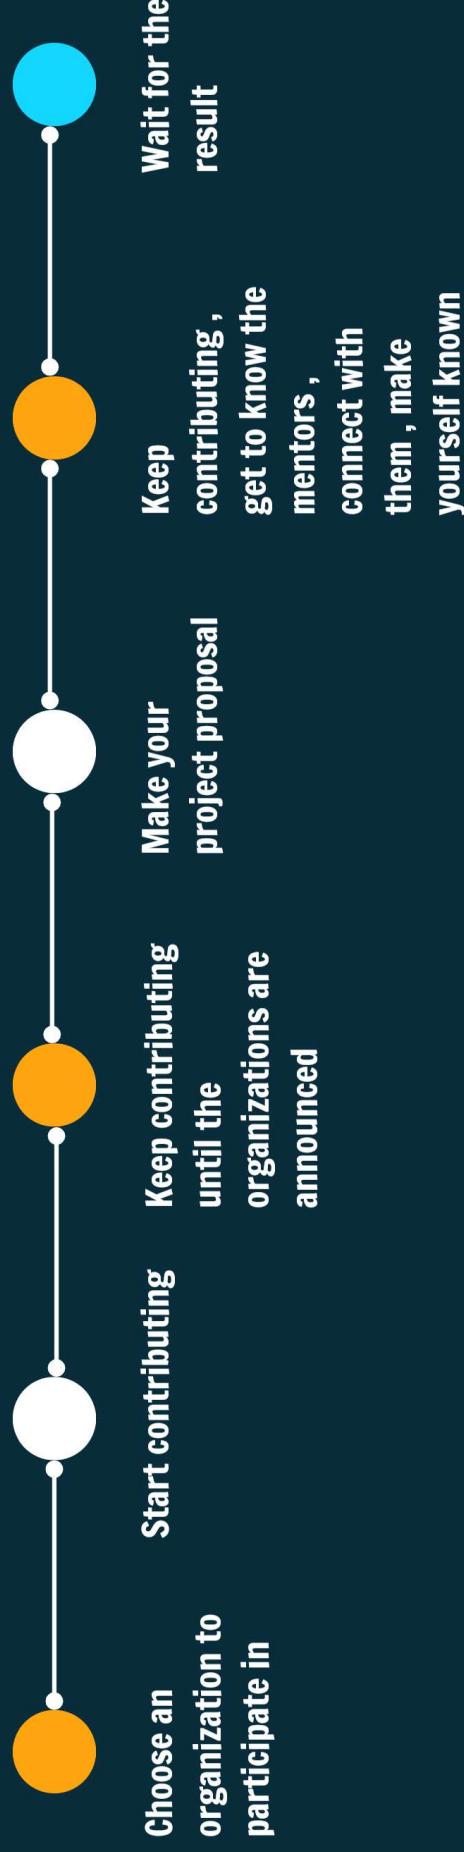 Choose an
organization to
participate in
Start contributing
Keep contributing
until the
organizations are
announced
Make your
project proposal
Keep
contributing ,
get to know the
mentors ,
connect with
them , make
yourself known
Wait for the
result